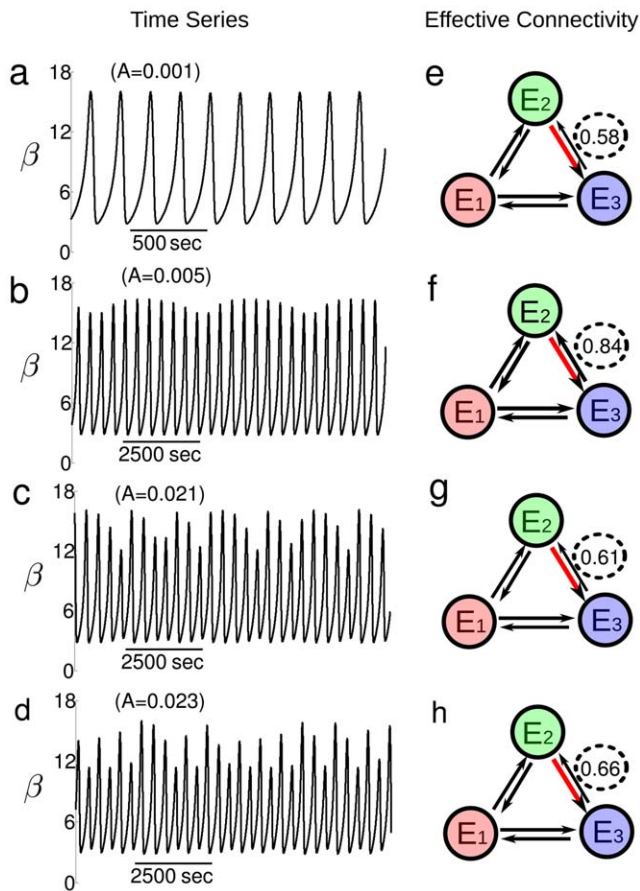 Time Series Effective Connectivity
a 18 (A=0.001)
12
β
6
0
500 sec
e
E2
0.58
E1 E3
b 18 (A=0.005)
12
β
6
0
2500 sec
f
E2
0.84
E1 E3
c 18 (A=0.021)
12
β
6
0
2500 sec
g
E2
0.61
E1 E3
d 18 (A=0.023)
12
β
6
0
2500 sec
h
E2
0.66
E1 E3